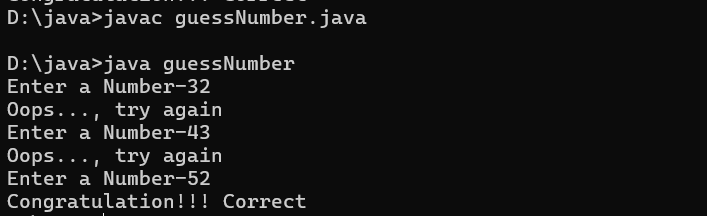 D:\java>javac guessNumber.java
D:\java>java guessNumber
Enter a Number-32
Oops..., try again
Enter a Number-43
Oops..., try again
Enter a Number-52
Congratulation!!! Correct